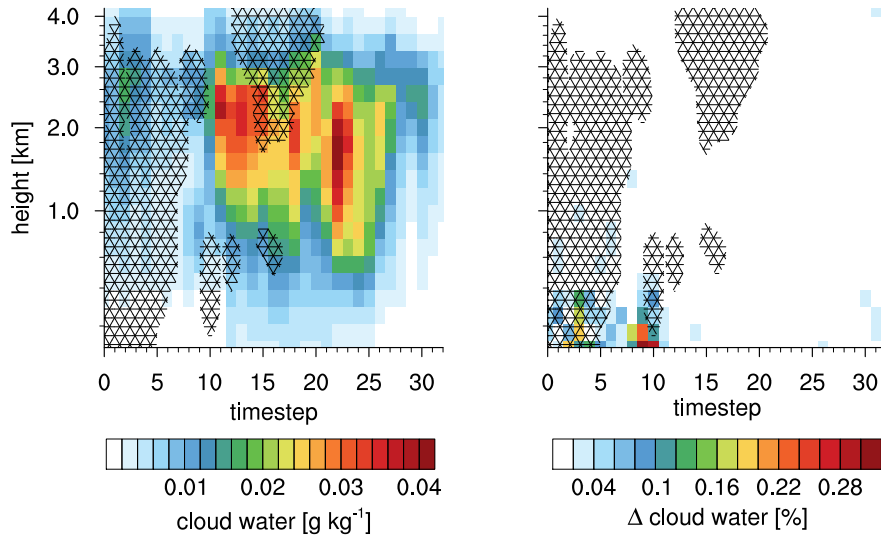 4.0
3.0
2.0
1.0
height [km]
0 5 10 15 20 25 30
timestep
0.01 0.02 0.03 0.04
cloud water [g kg⁻¹]
0 5 10 15 20 25 30
timestep
0.04 0.1 0.16 0.22 0.28
Δ cloud water [%]